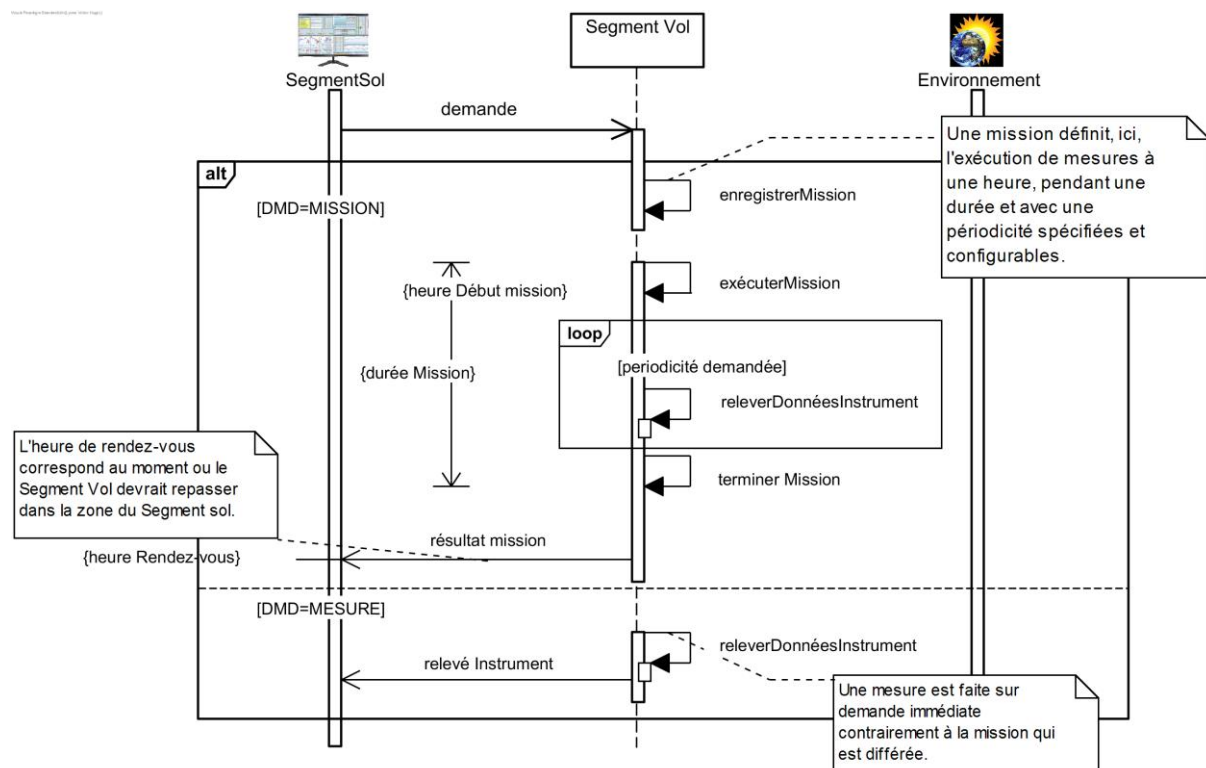 Segment Vol
SegmentSol
Environnement
demande
Une mission définit, ici,
l'exécution de mesures à
une heure, pendant une
durée et avec une
périodicité spécifiées et
configurables.
alt
[DMD=MISSION]
enregistrerMission
{heure Début mission}
exécuterMission
loop
[periodicité demandée]
{durée Mission}
releverDonnéesInstrument
L'heure de rendez-vous
correspond au moment ou le
Segment Vol devrait repasser
dans la zone du Segment sol.
terminer Mission
résultat mission
{heure Rendez-vous}
[DMD=MESURE]
releverDonnéesInstrument
relevé Instrument
Une mesure est faite sur
demande immédiate
contrairement à la mission qui
est différée.